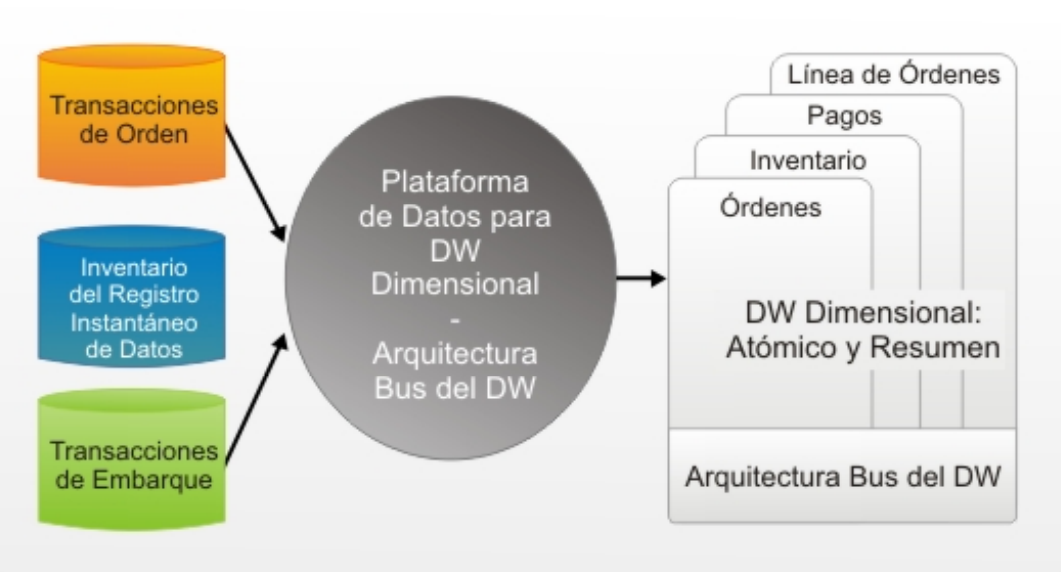 Transacciones
de Orden
Inventario
del Registro
Instantáneo
de Datos
Transacciones
de Embarque
Plataforma
de Datos para
DW
Dimensional
-
Arquitectura
Bus del DW
Línea de Órdenes
Pagos
Inventario
Órdenes
DW Dimensional:
Atómico y Resumen
Arquitectura Bus del DW